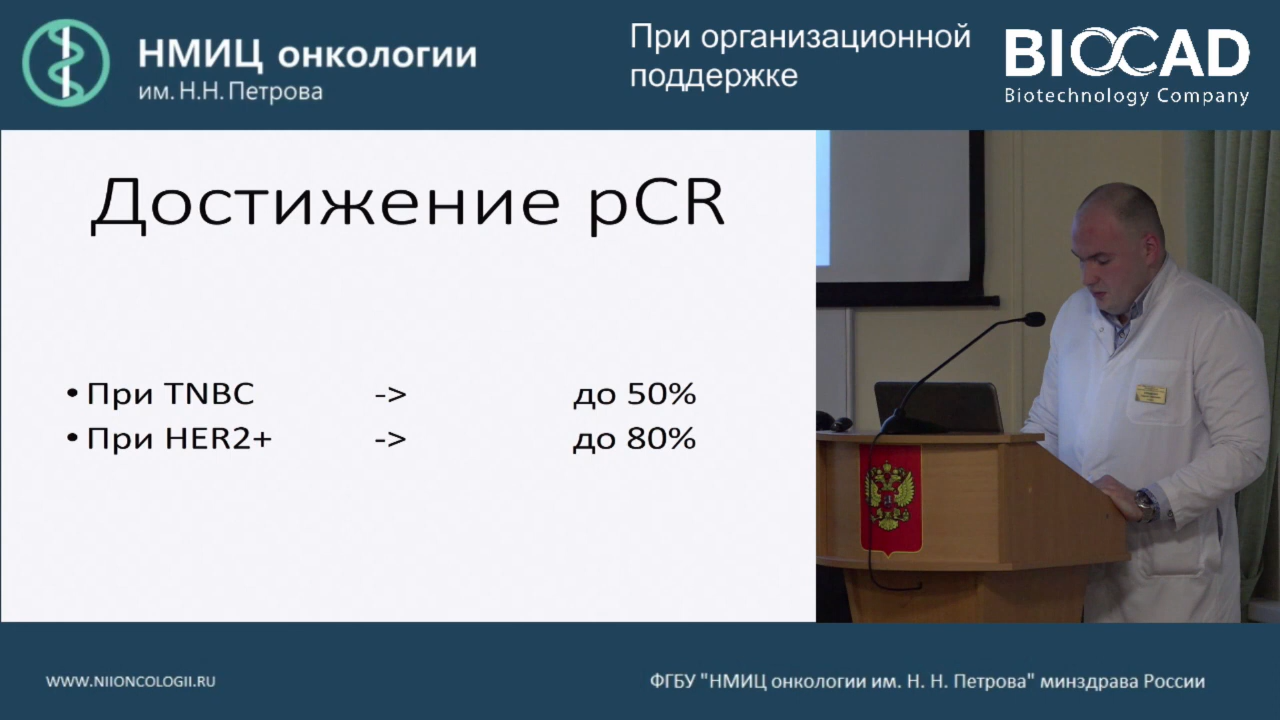 НМИЦ онкологии
им. Н.Н. Петрова
При организационной
поддержке
BIOCAD
Biotechnology Company
Достижение pCR
• При TNBC -> до 50%
• При HER2+ -> до 80%
WWW.NIIONCOLOGII.RU
ФГБУ "НМИЦ онкологии им. Н. Н. Петрова" минздрава России